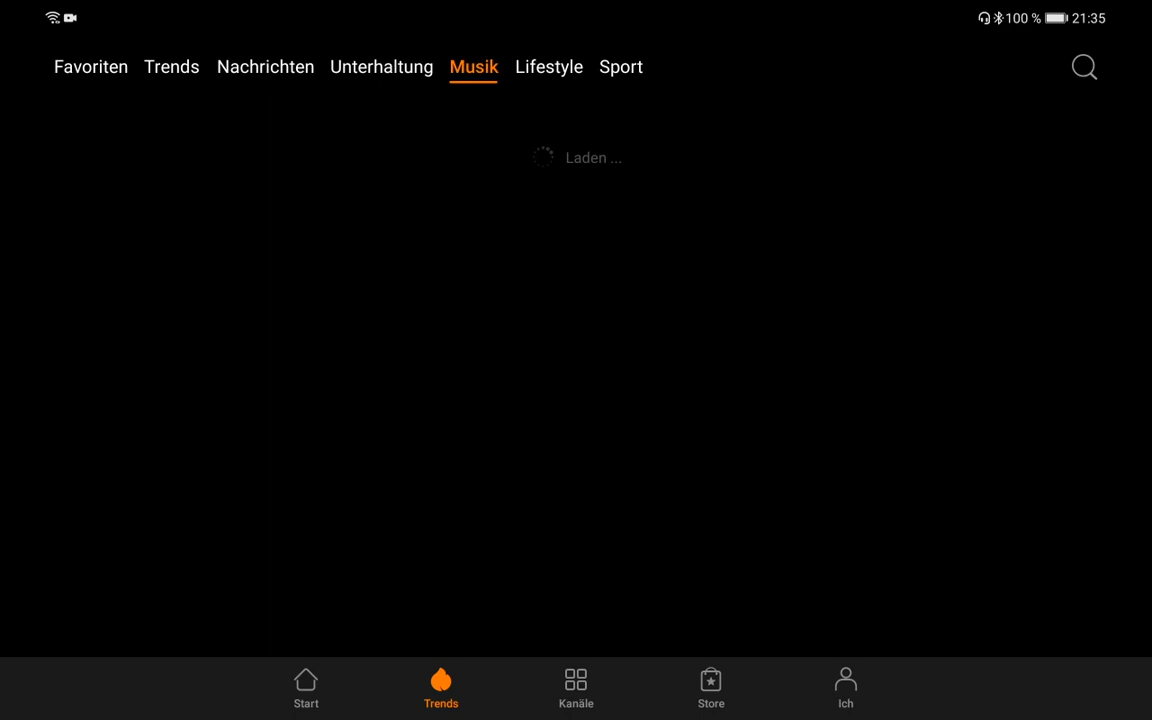 100 % 21:35
Favoriten Trends Nachrichten Unterhaltung Musik Lifestyle Sport
Laden ...
Start Trends Kanäle Store Ich